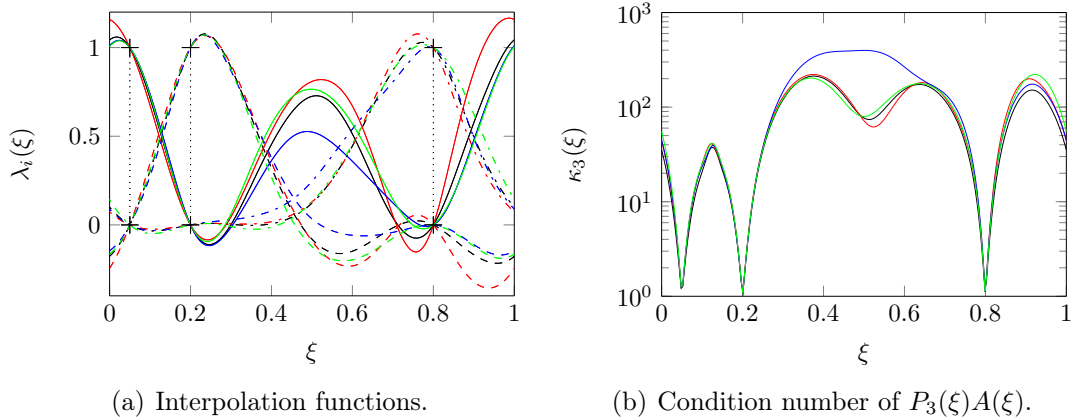 1
0.5
0
λᵢ(ξ)
0 0.2 0.4 0.6 0.8 1
ξ
(a) Interpolation functions.
10³
10²
10¹
10⁰
κ₃(ξ)
0 0.2 0.4 0.6 0.8 1
ξ
(b) Condition number of P₃(ξ)A(ξ).